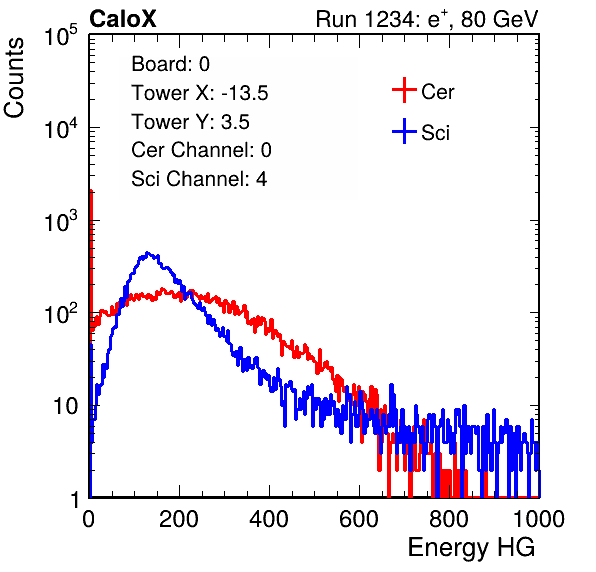 CaloX Run 1234: e⁺, 80 GeV
Counts
Board: 0
Tower X: -13.5
Tower Y: 3.5
Cer Channel: 0
Sci Channel: 4
Cer
Sci
10⁵
10⁴
10³
10²
10
1
0 200 400 600 800 1000
Energy HG